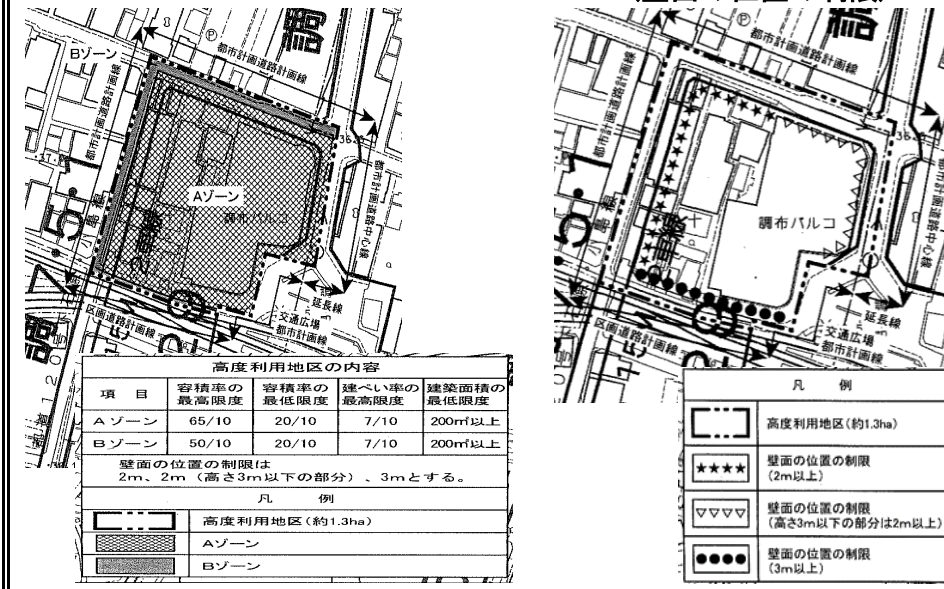 Bゾーン
Ⓟ
都市計画道路計画線
都市計画道路計画線
調
Aゾーン
調布パルコ
都市計画道路中心線
小島線
延長線
交通広場
都市計画線
区画道路計画線
高度利用地区の内容
項 目 容積率の最高限度 容積率の最低限度 建ぺい率の最高限度 建築面積の最低限度
Aゾーン 65/10 20/10 7/10 200㎡以上
Bゾーン 50/10 20/10 7/10 200㎡以上
壁面の位置の制限は
2m、2m（高さ3m以下の部分）、3mとする。
凡 例
高度利用地区(約1.3ha)
Aゾーン
Bゾーン
都市計画道路計画線
都市計画道路計画線
調布パルコ
都市計画道路中心線
小島線
延長線
交通広場
都市計画線
区画道路計画線
凡 例
高度利用地区(約1.3ha)
壁面の位置の制限
(2m以上)
壁面の位置の制限
(高さ3m以下の部分は2m以上)
壁面の位置の制限
(3m以上)